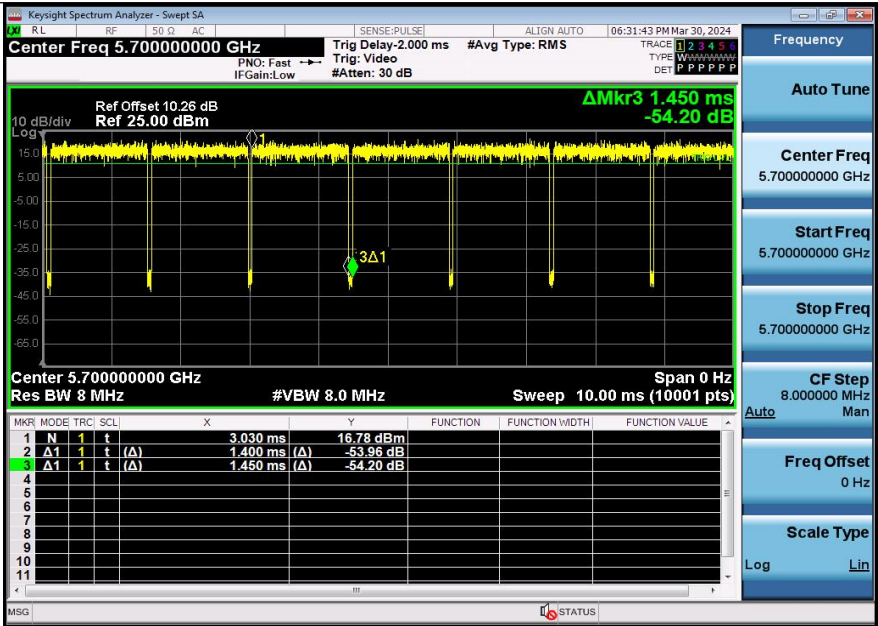 Keysight Spectrum Analyzer - Swept SA
LXI RL RF 50 Ω AC SENSE:PULSE ALIGN AUTO 06:31:43 PM Mar 30, 2024
Center Freq 5.700000000 GHz
PNO: Fast
IFGain:Low
Trig Delay-2.000 ms
Trig: Video
#Atten: 30 dB
#Avg Type: RMS
TRACE 1 2 3 4 5 6
TYPE WWWWWW
DET P P P P P P
ΔMkr3 1.450 ms
-54.20 dB
Ref Offset 10.26 dB
10 dB/div Ref 25.00 dBm
Log
15.0
5.00
-5.00
-15.0
-25.0
-35.0
-45.0
-55.0
-65.0
1
3Δ1
Center 5.700000000 GHz Span 0 Hz
Res BW 8 MHz #VBW 8.0 MHz Sweep 10.00 ms (10001 pts)
MKR MODE TRC SCL X Y FUNCTION FUNCTION WIDTH FUNCTION VALUE
1 N 1 t 3.030 ms 16.78 dBm
2 Δ1 1 t (Δ) 1.400 ms (Δ) -53.96 dB
3 Δ1 1 t (Δ) 1.450 ms (Δ) -54.20 dB
4
5
6
7
8
9
10
11
MSG STATUS
Frequency
Auto Tune
Center Freq
5.700000000 GHz
Start Freq
5.700000000 GHz
Stop Freq
5.700000000 GHz
CF Step
8.000000 MHz
Auto Man
Freq Offset
0 Hz
Scale Type
Log Lin